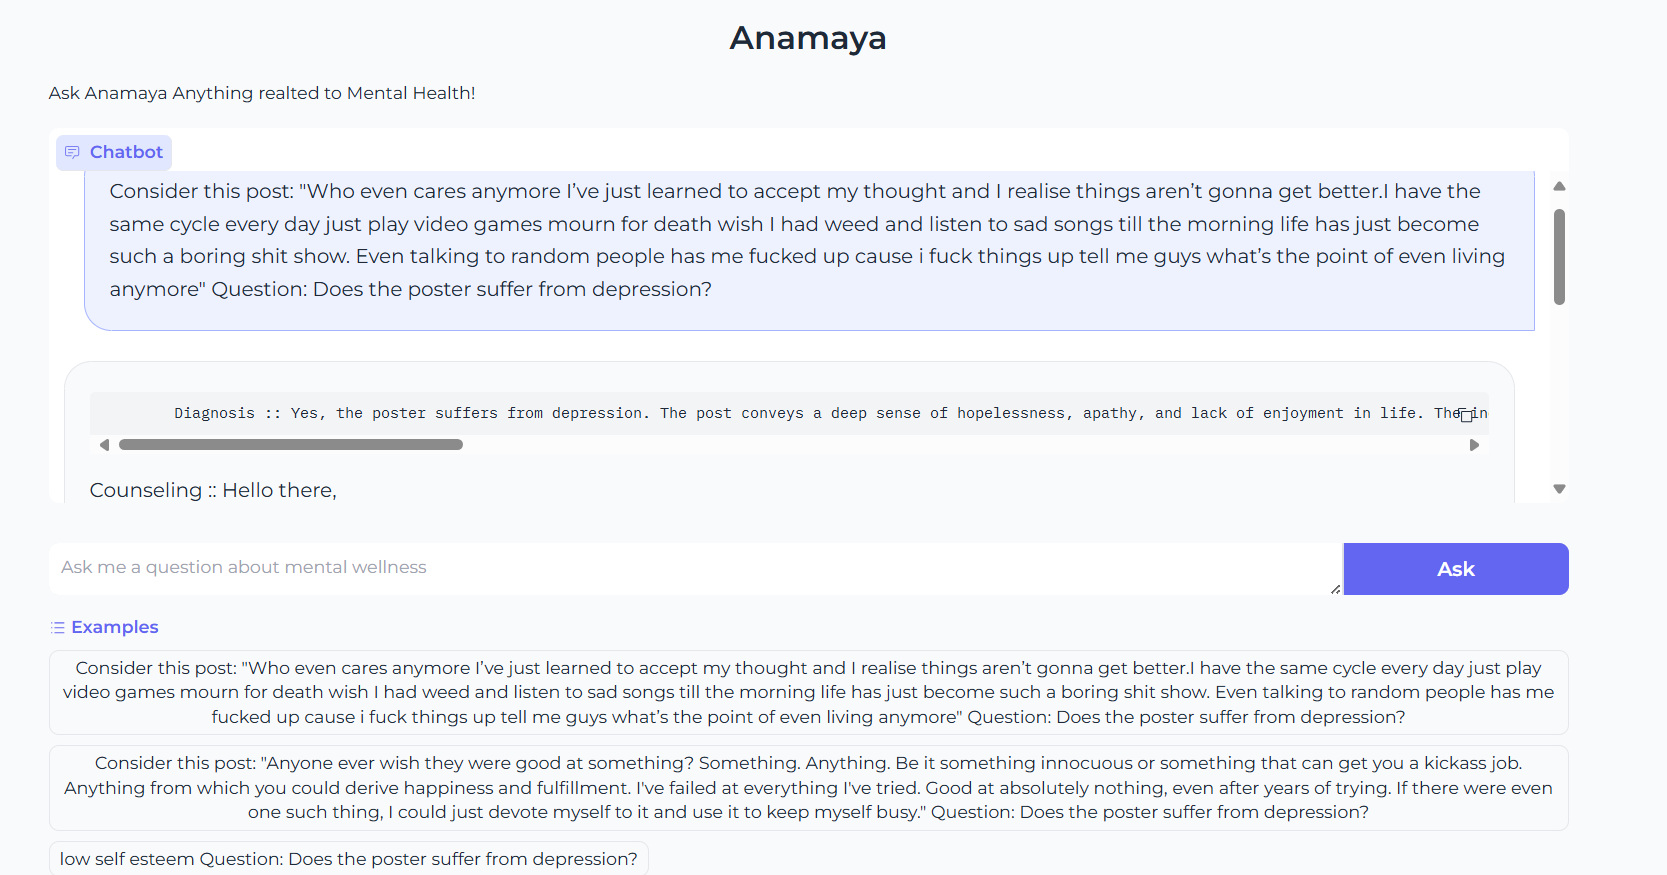 Anamaya
Ask Anamaya Anything realted to Mental Health!
Chatbot
Consider this post: "Who even cares anymore I’ve just learned to accept my thought and I realise things aren’t gonna get better.I have the
same cycle every day just play video games mourn for death wish I had weed and listen to sad songs till the morning life has just become
such a boring shit show. Even talking to random people has me fucked up cause i fuck things up tell me guys what’s the point of even living
anymore" Question: Does the poster suffer from depression?
Diagnosis :: Yes, the poster suffers from depression. The post conveys a deep sense of hopelessness, apathy, and lack of enjoyment in life.
Counseling :: Hello there,
Ask me a question about mental wellness
Ask
Examples
Consider this post: "Who even cares anymore I’ve just learned to accept my thought and I realise things aren’t gonna get better.I have the same cycle every day just play
video games mourn for death wish I had weed and listen to sad songs till the morning life has just become such a boring shit show. Even talking to random people has me
fucked up cause i fuck things up tell me guys what’s the point of even living anymore" Question: Does the poster suffer from depression?
Consider this post: "Anyone ever wish they were good at something? Something. Anything. Be it something innocuous or something that can get you a kickass job.
Anything from which you could derive happiness and fulfillment. I've failed at everything I've tried. Good at absolutely nothing, even after years of trying. If there were even
one such thing, I could just devote myself to it and use it to keep myself busy." Question: Does the poster suffer from depression?
low self esteem Question: Does the poster suffer from depression?